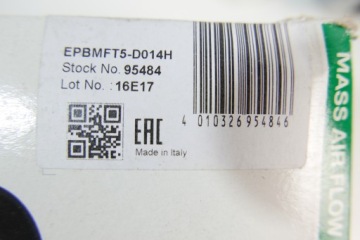 EPBMFT5-D014H
Stock No. 95484
Lot No. : 16E17
4 010326 954846
EAC
Made in Italy
MASS AIR FLOW